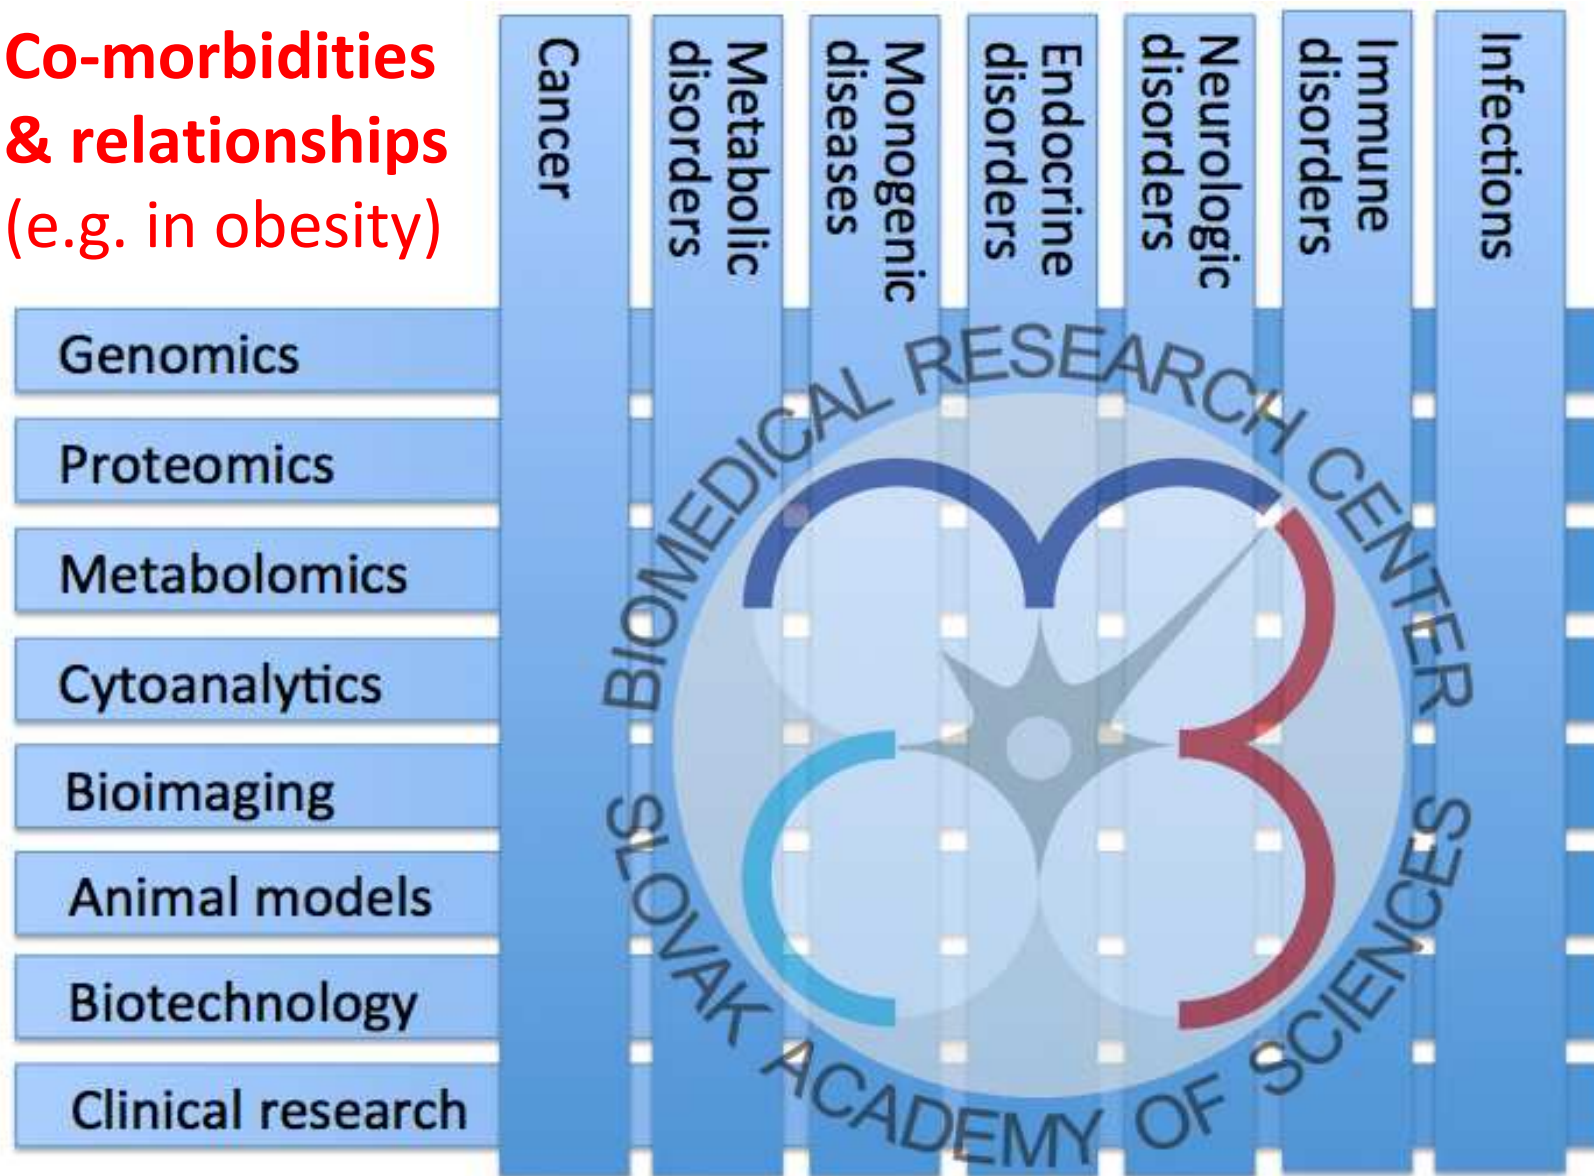 Co-morbidities
& relationships
(e.g. in obesity)
Cancer
Metabolic
disorders
Monogenic
diseases
Endocrine
disorders
Neurologic
disorders
Immune
disorders
Infections
Genomics
Proteomics
Metabolomics
Cytoanalytics
Bioimaging
Animal models
Biotechnology
Clinical research
BIOMEDICAL RESEARCH CENTER
SLOVAK ACADEMY OF SCIENCES